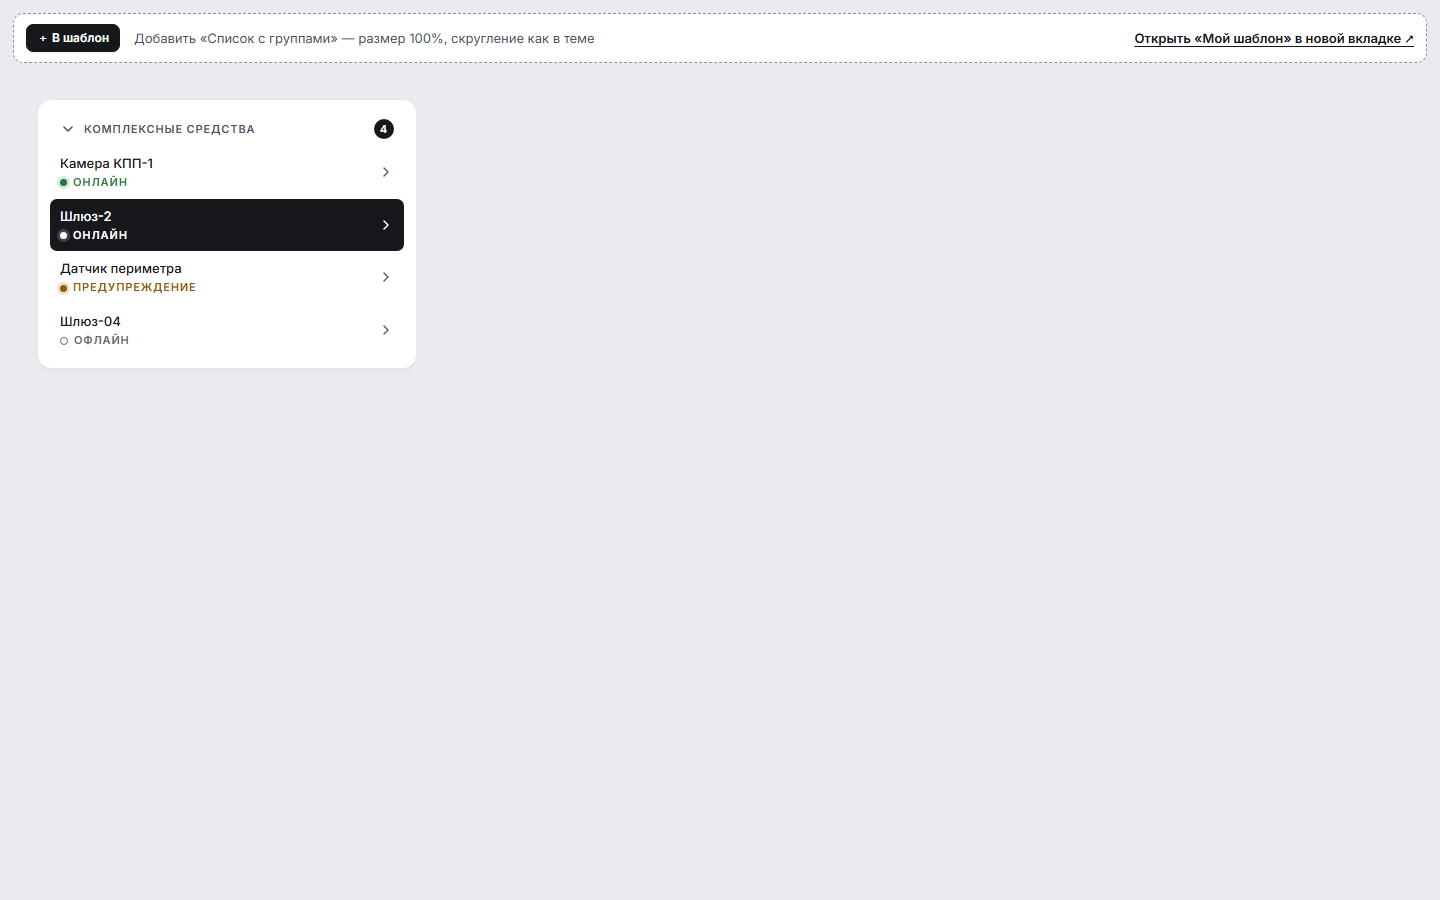 + В шаблон Добавить «Список с группами» — размер 100%, скругление как в теме Открыть «Мой шаблон» в новой вкладке ↗
КОМПЛЕКСНЫЕ СРЕДСТВА 4
Камера КПП-1
ОНЛАЙН
Шлюз-2
ОНЛАЙН
Датчик периметра
ПРЕДУПРЕЖДЕНИЕ
Шлюз-04
ОФЛАЙН